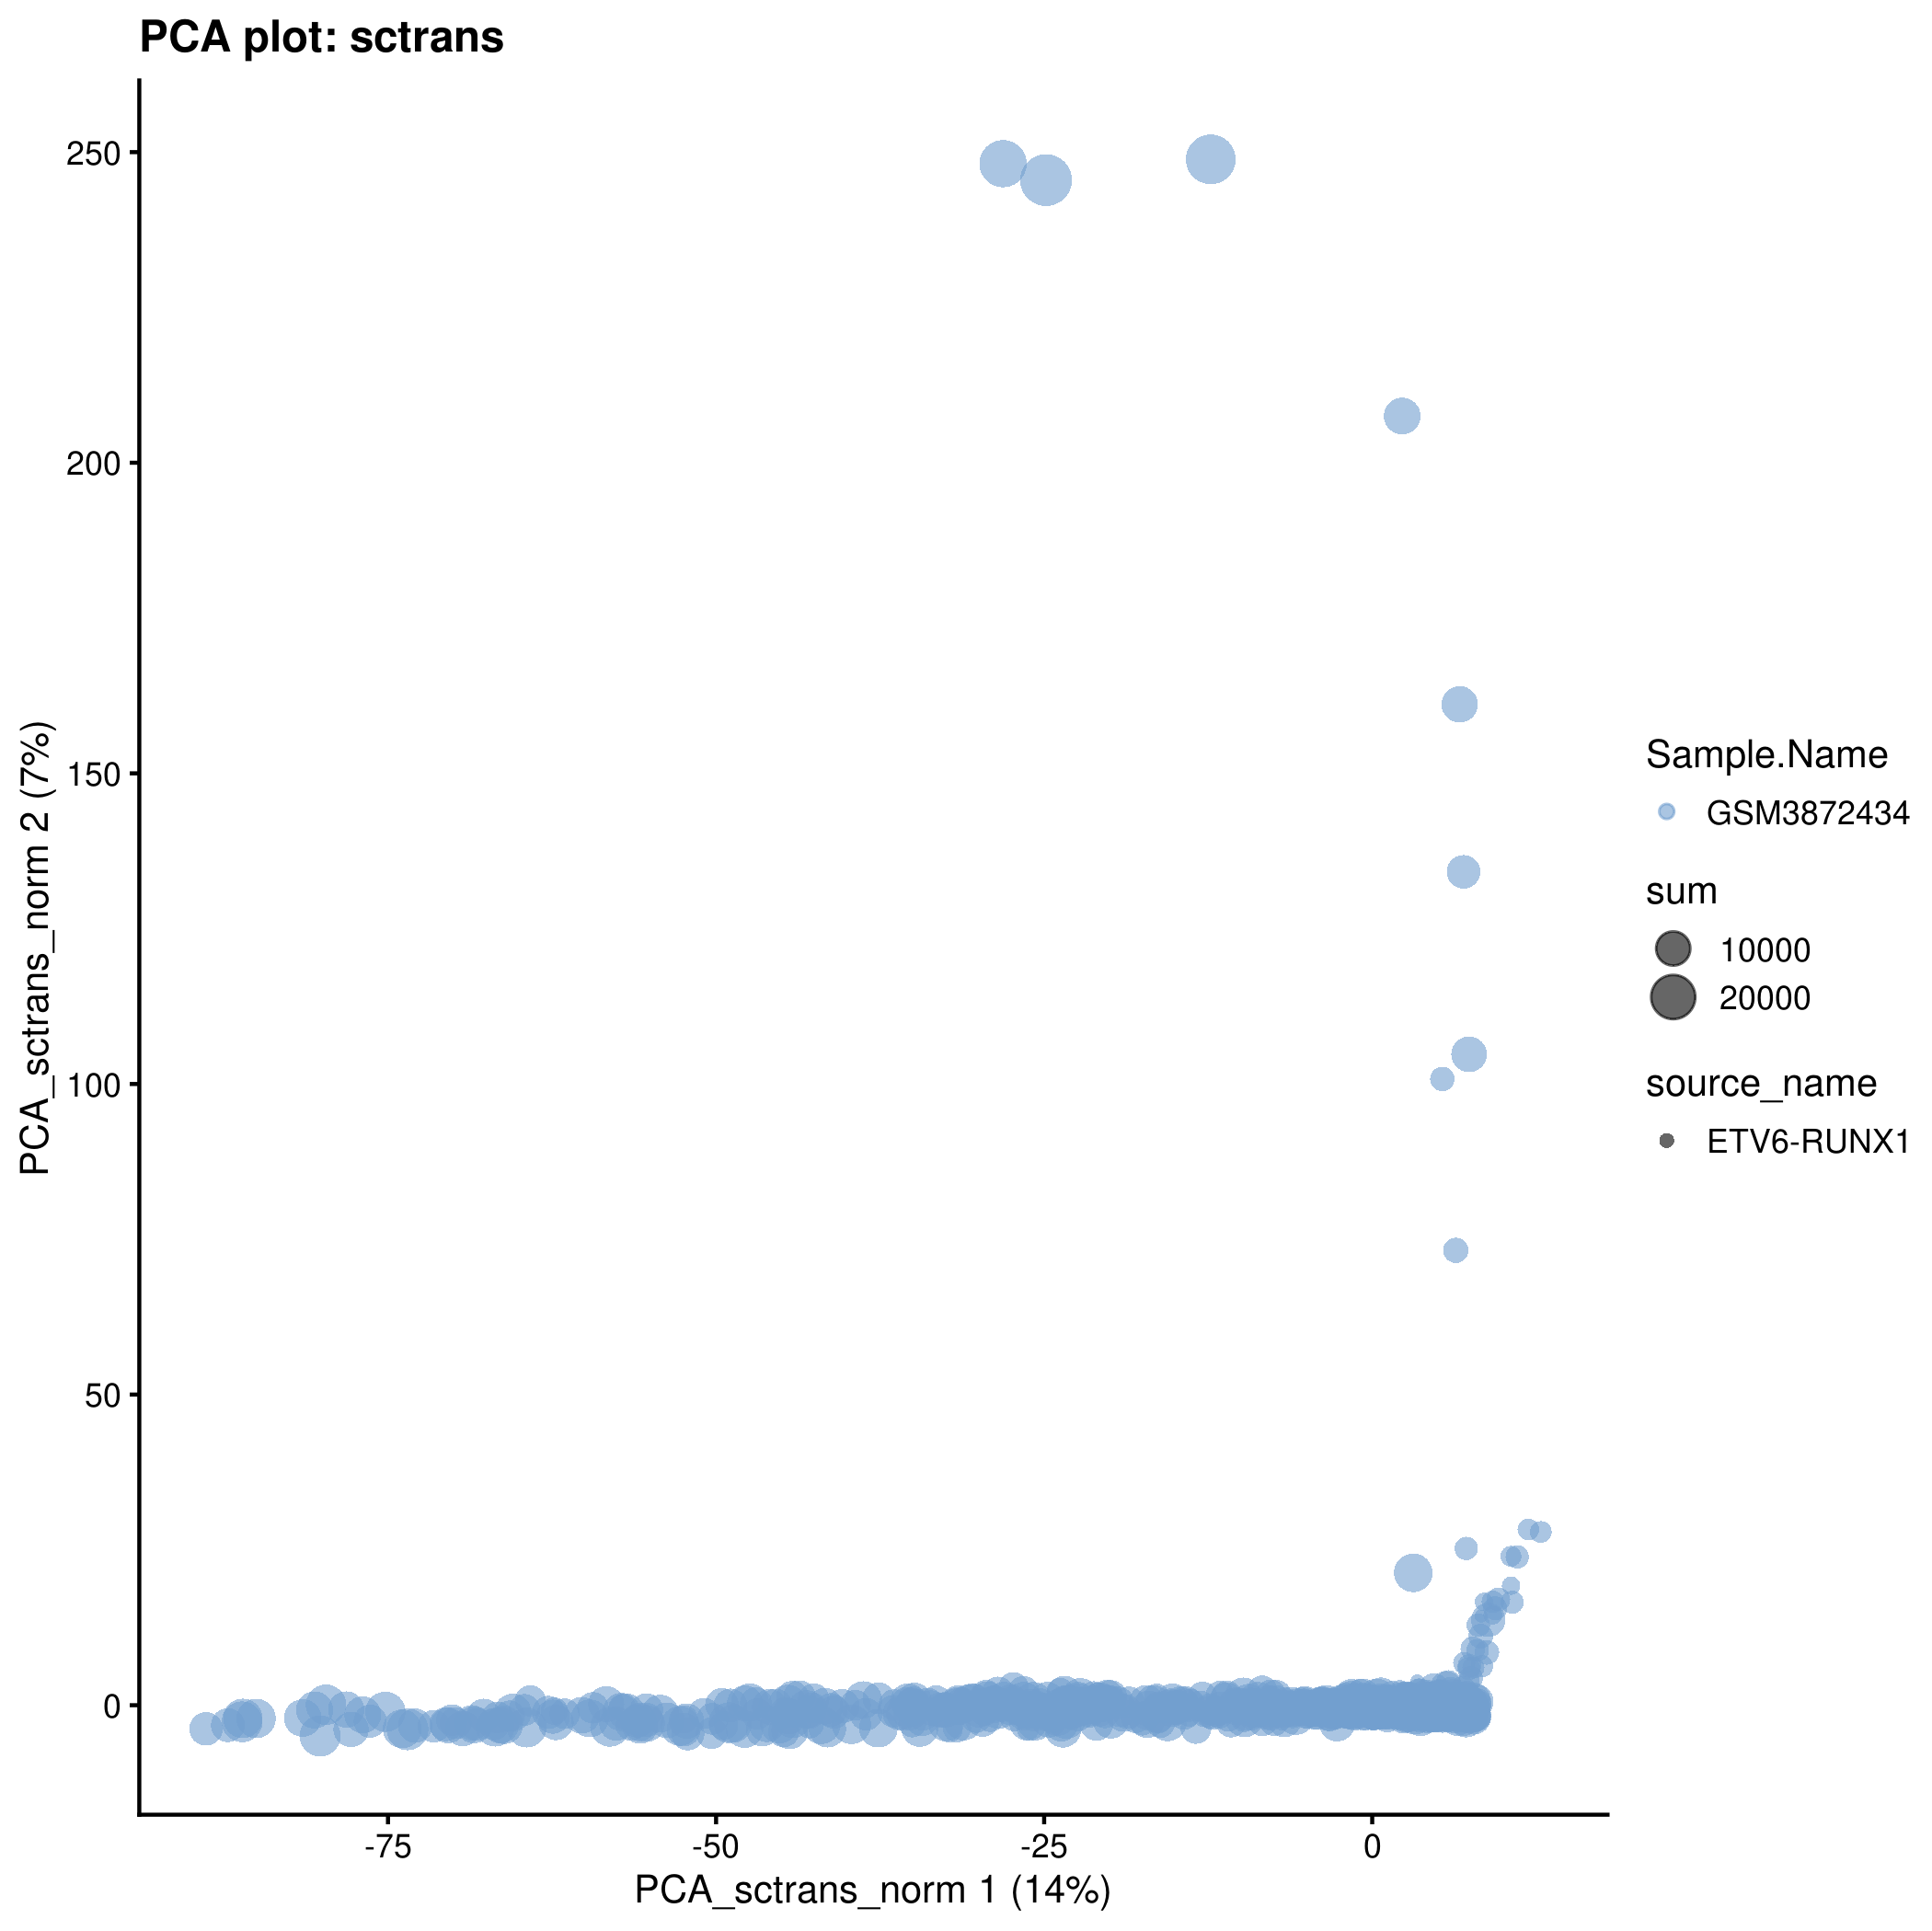 PCA plot: sctrans
250
200
150
100
50
0
PCA_sctrans_norm 2 (7%)
-75
-50
-25
0
PCA_sctrans_norm 1 (14%)
Sample.Name
GSM3872434
sum
10000
20000
source_name
ETV6-RUNX1